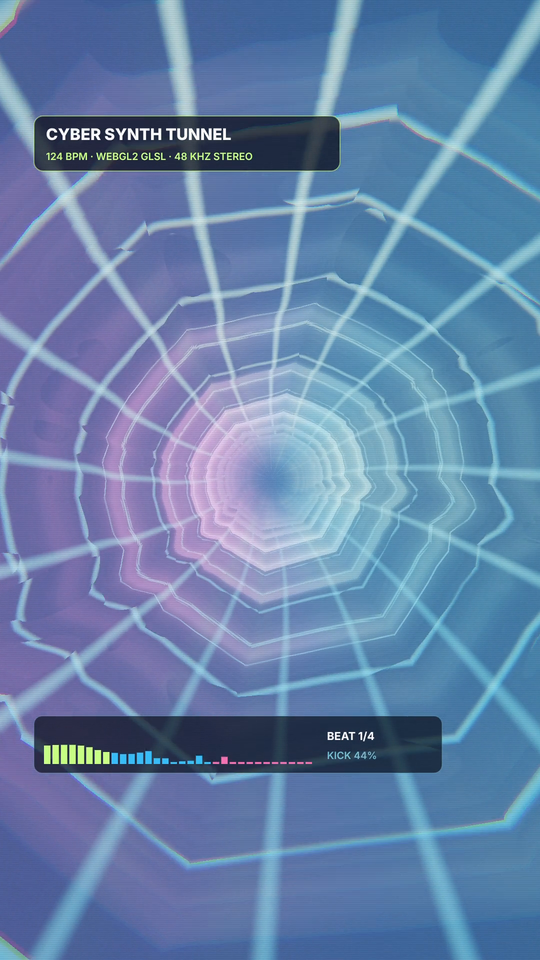 CYBER SYNTH TUNNEL
124 BPM · WEBGL2 GLSL · 48 KHZ STEREO
BEAT 1/4
KICK 44%